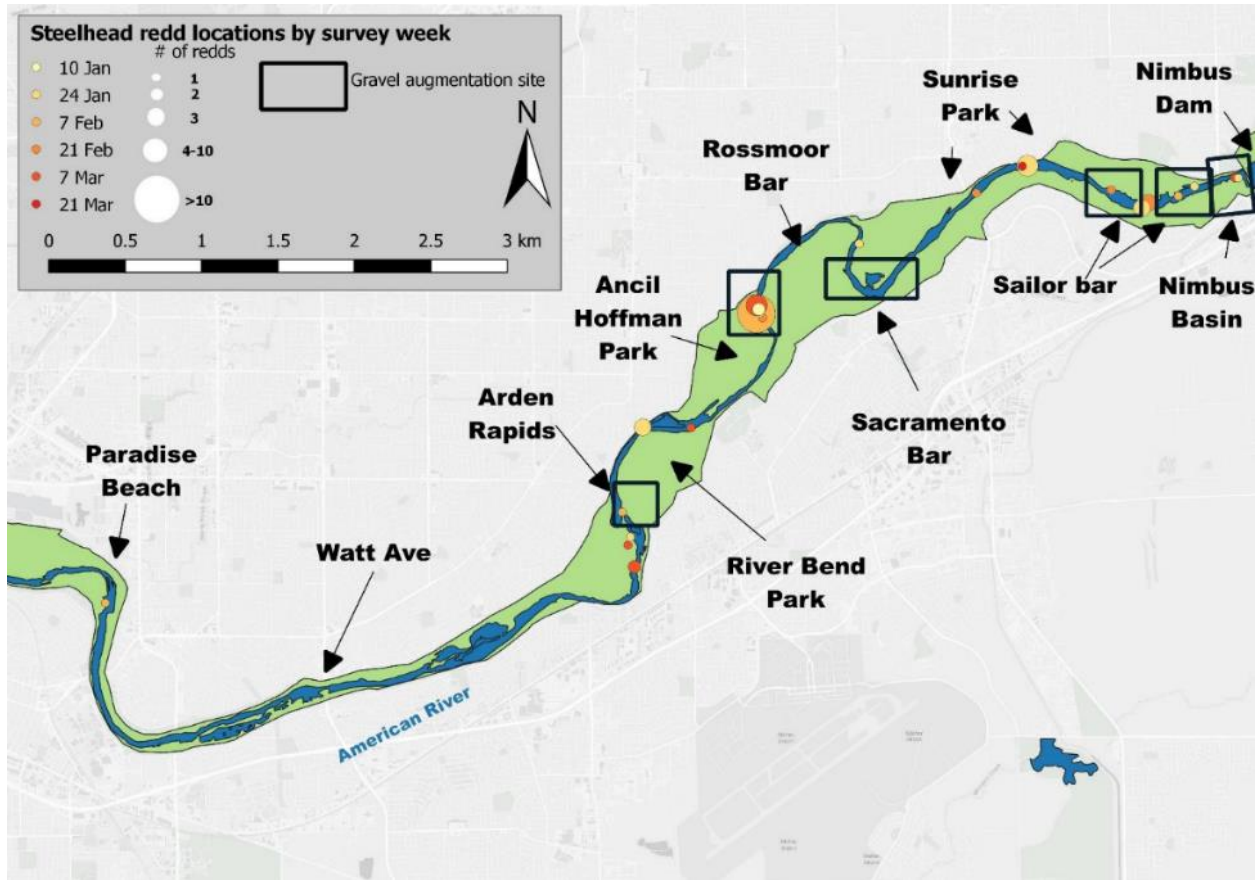 Steelhead redd locations by survey week
# of redds
10 Jan
24 Jan
7 Feb
21 Feb
7 Mar
21 Mar
1
2
3
4-10
>10
Gravel augmentation site
N
0 0.5 1 1.5 2 2.5 3 km
Nimbus
Dam
Sunrise
Park
Rossmoor
Bar
Ancil
Hoffman
Park
Sailor bar
Nimbus
Basin
Arden
Rapids
Sacramento
Bar
Paradise
Beach
Watt Ave
River Bend
Park
American River